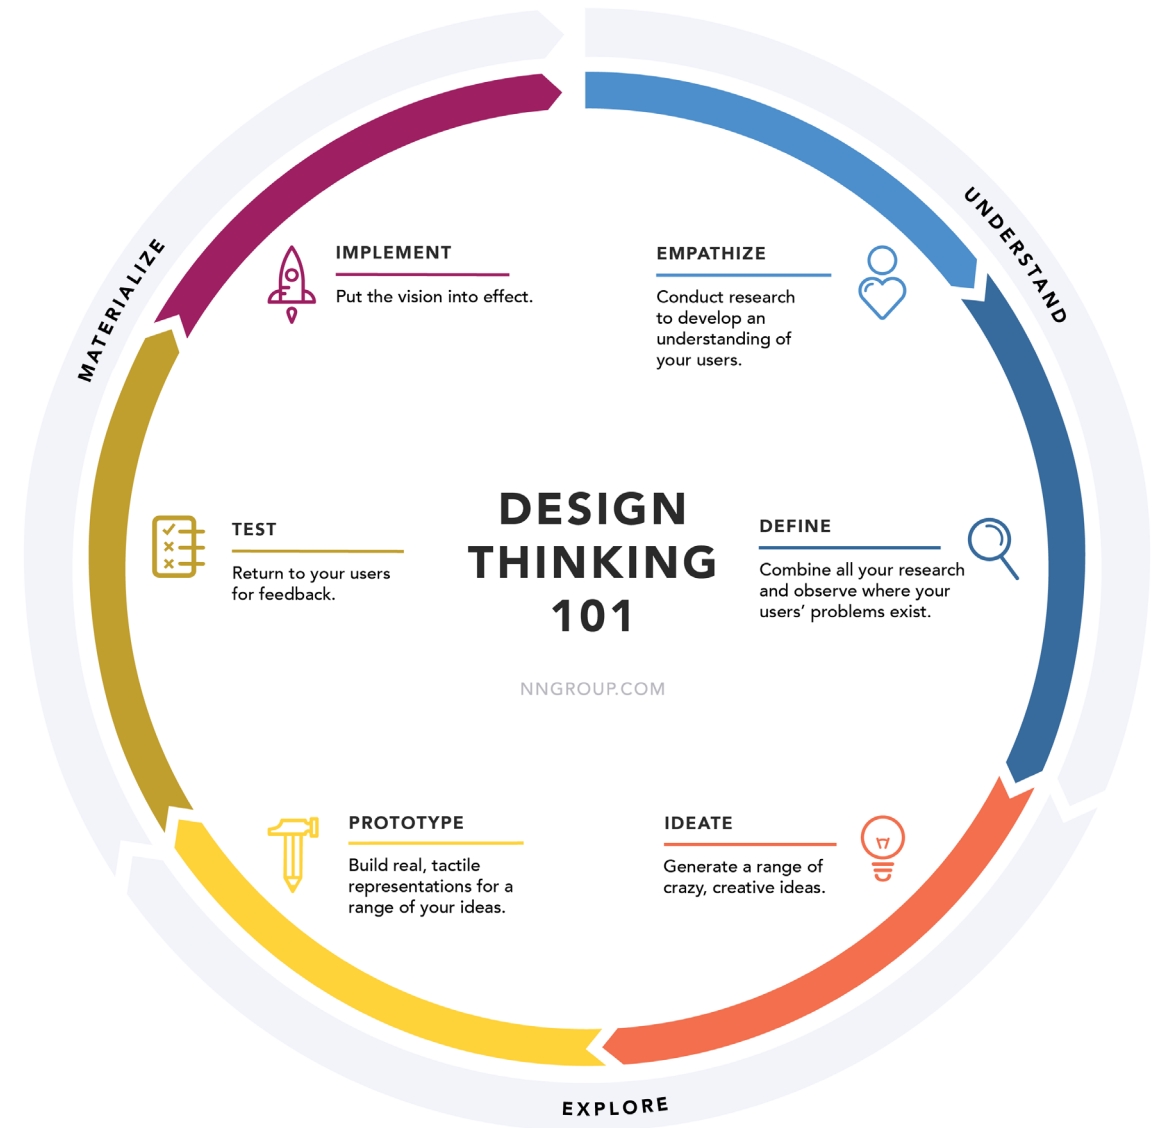 DESIGN
THINKING
101
NNGROUP.COM
UNDERSTAND
EMPATHIZE
Conduct research
to develop an
understanding of
your users.
DEFINE
Combine all your research
and observe where your
users’ problems exist.
EXPLORE
IDEATE
Generate a range of
crazy, creative ideas.
PROTOTYPE
Build real, tactile
representations for a
range of your ideas.
MATERIALIZE
TEST
Return to your users
for feedback.
IMPLEMENT
Put the vision into effect.